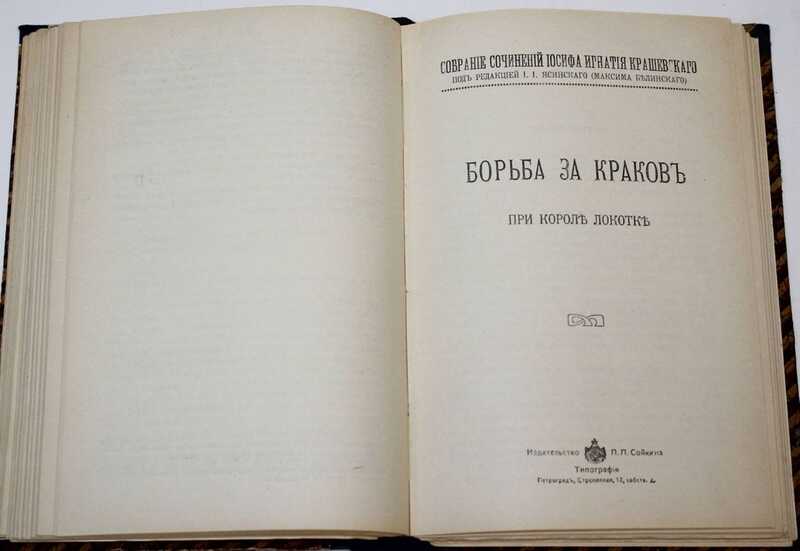 СОБРАНІЕ СОЧИНЕНІЙ ІОСИФА ИГНАТІЯ КРАШЕВСКАГО
ПОДЪ РЕДАКЦІЕЙ І. І. ЯСИНСКАГО (МАКСИМА БѢЛИНСКАГО)
БОРЬБА ЗА КРАКОВЪ
ПРИ КОРОЛѢ ЛОКОТКѢ
Издательство П. П. Сойкина
Типографія
Петроградъ, Стремянная, 12, собств. д.